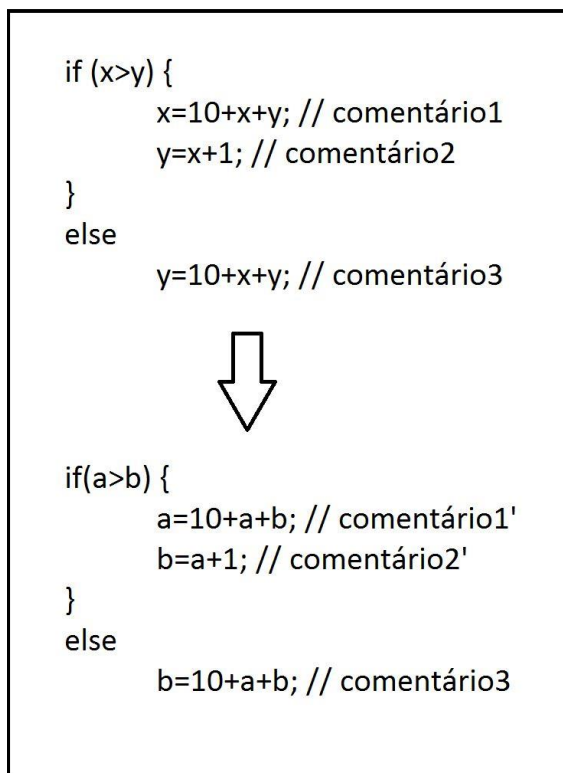 if (x>y) {
x=10+x+y; // comentário1
y=x+1; // comentário2
}
else
y=10+x+y; // comentário3
if(a>b) {
a=10+a+b; // comentário1'
b=a+1; // comentário2'
}
else
b=10+a+b; // comentário3